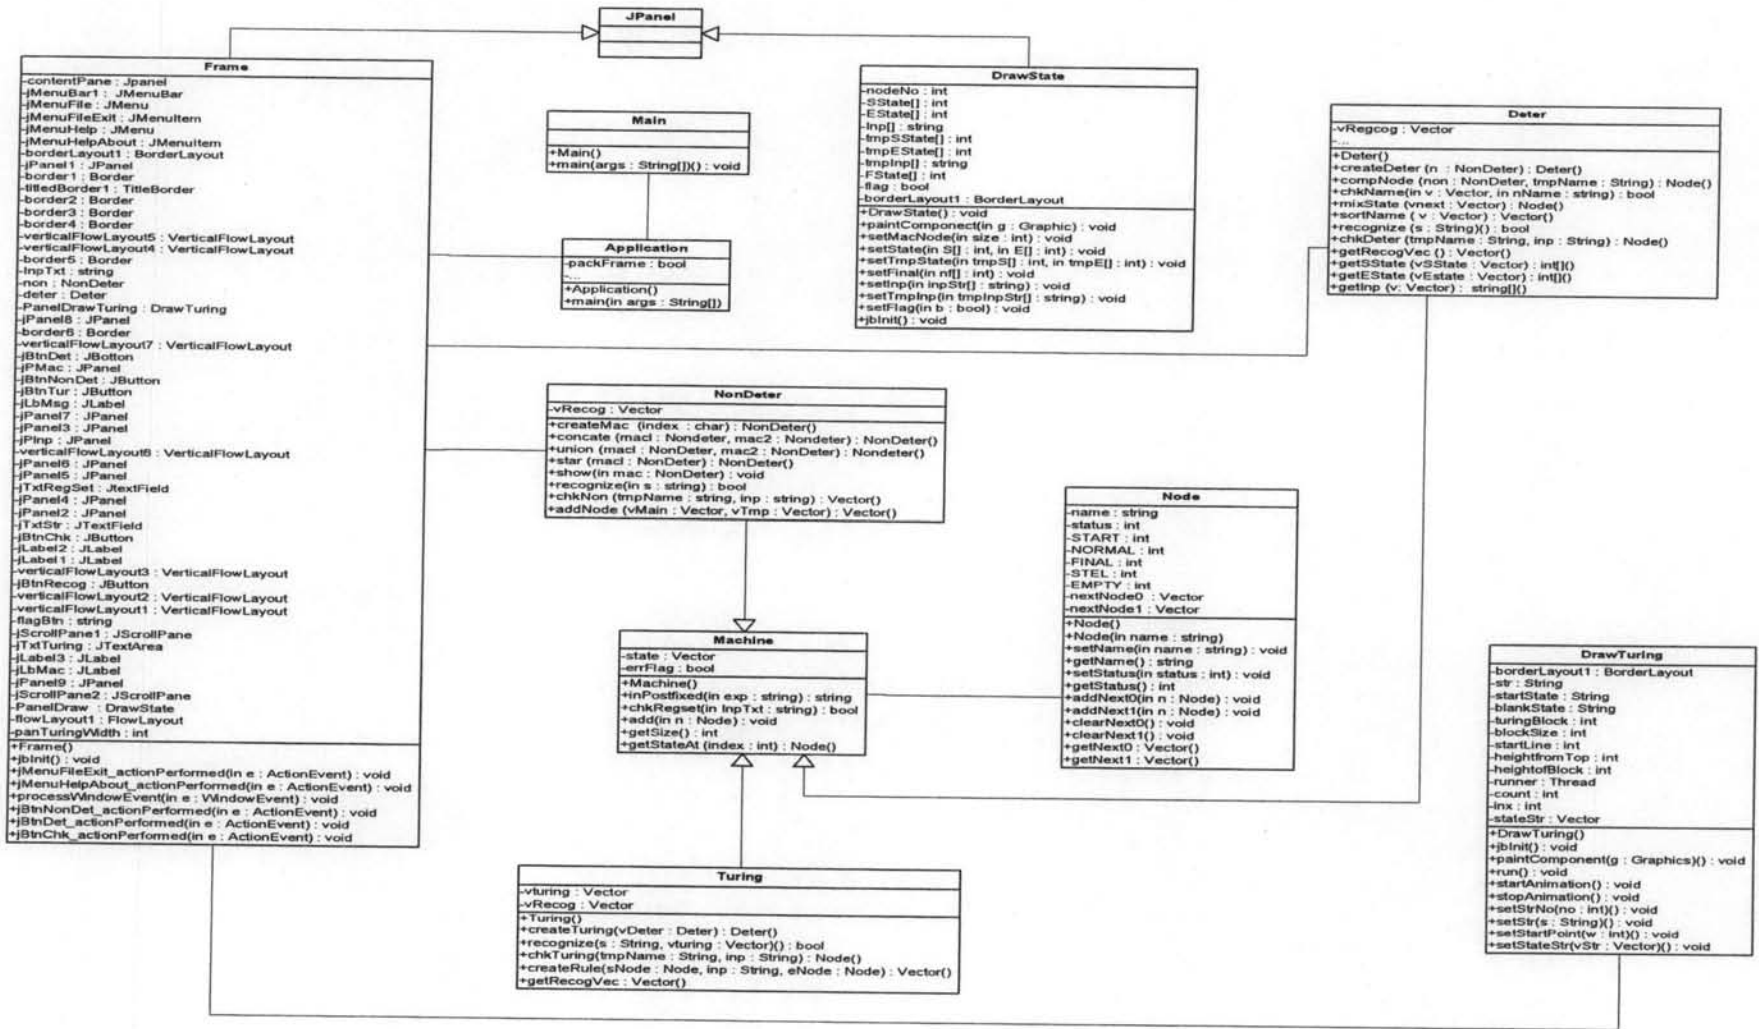 JPanel
Frame
-contentPane : Jpanel
-jMenuBar1 : JMenuBar
-jMenuFile : JMenu
-jMenuFileExit : JMenuItem
-jMenuHelp : JMenu
-jMenuHelpAbout : JMenuItem
-borderLayout1 : BorderLayout
-jPanel1 : JPanel
-border1 : Border
-titledBorder1 : TitleBorder
-border2 : Border
-border3 : Border
-border4 : Border
-verticalFlowLayout5 : VerticalFlowLayout
-verticalFlowLayout4 : VerticalFlowLayout
-border5 : Border
-InpTxt : string
-non : NonDeter
-deter : Deter
-PanelDrawTuring : DrawTuring
-jPanel8 : JPanel
-border6 : Border
-verticalFlowLayout7 : VerticalFlowLayout
-jBtnDet : JBotton
-jPMac : JPanel
-jBtnNonDet : JButton
-jBtnTur : JButton
-jLbMsg : JLabel
-jPanel7 : JPanel
-jPanel3 : JPanel
-jPInp : JPanel
-verticalFlowLayout6 : VerticalFlowLayout
-jPanel6 : JPanel
-jPanel5 : JPanel
-jTxtRegSet : JtextField
-jPanel4 : JPanel
-jPanel2 : JPanel
-jTxtStr : JTextField
-jBtnChk : JButton
-jLabel2 : JLabel
-jLabel1 : JLabel
-verticalFlowLayout3 : VerticalFlowLayout
-jBtnRecog : JButton
-verticalFlowLayout2 : VerticalFlowLayout
-verticalFlowLayout1 : VerticalFlowLayout
-flagBtn : string
-jScrollPane1 : JScrollPane
-jTxtTuring : JTextArea
-jLabel3 : JLabel
-jLbMac : JLabel
-jPanel9 : JPanel
-jScrollPane2 : JScrollPane
-PanelDraw : DrawState
-flowLayout1 : FlowLayout
-panTuringWidth : int
+Frame()
+jbInit() : void
+jMenuFileExit_actionPerformed(in e : ActionEvent) : void
+jMenuHelpAbout_actionPerformed(in e : ActionEvent) : void
+processWindowEvent(in e : WindowEvent) : void
+jBtnNonDet_actionPerformed(in e : ActionEvent) : void
+jBtnDet_actionPerformed(in e : ActionEvent) : void
+jBtnChk_actionPerformed(in e : ActionEvent) : void
Main
+Main()
+main(args : String[])() : void
Application
-packFrame : bool
-...
+Application()
+main(in args : String[])
DrawState
-nodeNo : int
-SState[] : int
-EState[] : int
-Inp[] : string
-tmpSState[] : int
-tmpEState[] : int
-tmpInp[] : string
-FState[] : int
-flag : bool
-borderLayout1 : BorderLayout
+DrawState() : void
+paintComponect(in g : Graphic) : void
+setMacNode(in size : int) : void
+setState(in S[] : int, in E[] : int) : void
+setTmpState(in tmpS[] : int, in tmpE[] : int) : void
+setFinal(in nf[] : int) : void
+setInp(in inpStr[] : string) : void
+setTmpInp(in tmpInpStr[] : string) : void
+setFlag(in b : bool) : void
+jbInit() : void
Deter
-vRegcog : Vector
-...
+Deter()
+createDeter (n : NonDeter) : Deter()
+compNode (non : NonDeter, tmpName : String) : Node()
+chkName(in v : Vector, in nName : string) : bool
+mixState (vnext : Vector) : Node()
+sortName ( v : Vector) : Vector()
+recognize (s : String)() : bool
+chkDeter (tmpName : String, inp : String) : Node()
+getRecogVec () : Vector()
+getSState (vSState : Vector) : int[]()
+getEState (vEstate : Vector) : int[]()
+getInp (v: Vector) : string[]()
NonDeter
-vRecog : Vector
+createMac (index : char) : NonDeter()
+concate (macI : Nondeter, mac2 : Nondeter) : NonDeter()
+union (macI : NonDeter, mac2 : NonDeter) : Nondeter()
+star (macI : NonDeter) : NonDeter()
+show(in mac : NonDeter) : void
+recognize(in s : string) : bool
+chkNon (tmpName : string, inp : string) : Vector()
+addNode (vMain : Vector, vTmp : Vector) : Vector()
Node
-name : string
-status : int
-START : int
-NORMAL : int
-FINAL : int
-STEL : int
-EMPTY : int
-nextNode0 : Vector
-nextNode1 : Vector
+Node()
+Node(in name : string)
+setName(in name : string) : void
+getName() : string
+setStatus(in status : int) : void
+getStatus() : int
+addNext0(in n : Node) : void
+addNext1(in n : Node) : void
+clearNext0() : void
+clearNext1() : void
+getNext0 : Vector()
+getNext1 : Vector()
Machine
-state : Vector
-errFlag : bool
+Machine()
+inPostfixed(in exp : string) : string
+chkRegset(in InpTxt : string) : bool
+add(in n : Node) : void
+getSize() : int
+getStateAt (index : int) : Node()
DrawTuring
-borderLayout1 : BorderLayout
-str : String
-startState : String
-blankState : String
-turingBlock : int
-blockSize : int
-startLine : int
-heightfromTop : int
-heightofBlock : int
-runner : Thread
-count : int
-inx : int
-stateStr : Vector
+DrawTuring()
+jbInit() : void
+paintComponent(g : Graphics)() : void
+run() : void
+startAnimation() : void
+stopAnimation() : void
+setStrNo(no : int)() : void
+setStr(s : String)() : void
+setStartPoint(w : int)() : void
+setStateStr(vStr : Vector)() : void
Turing
-vturing : Vector
-vRecog : Vector
+Turing()
+createTuring(vDeter : Deter) : Deter()
+recognize(s : String, vturing : Vector)() : bool
+chkTuring(tmpName : String, inp : String) : Node()
+createRule(sNode : Node, inp : String, eNode : Node) : Vector()
+getRecogVec : Vector()